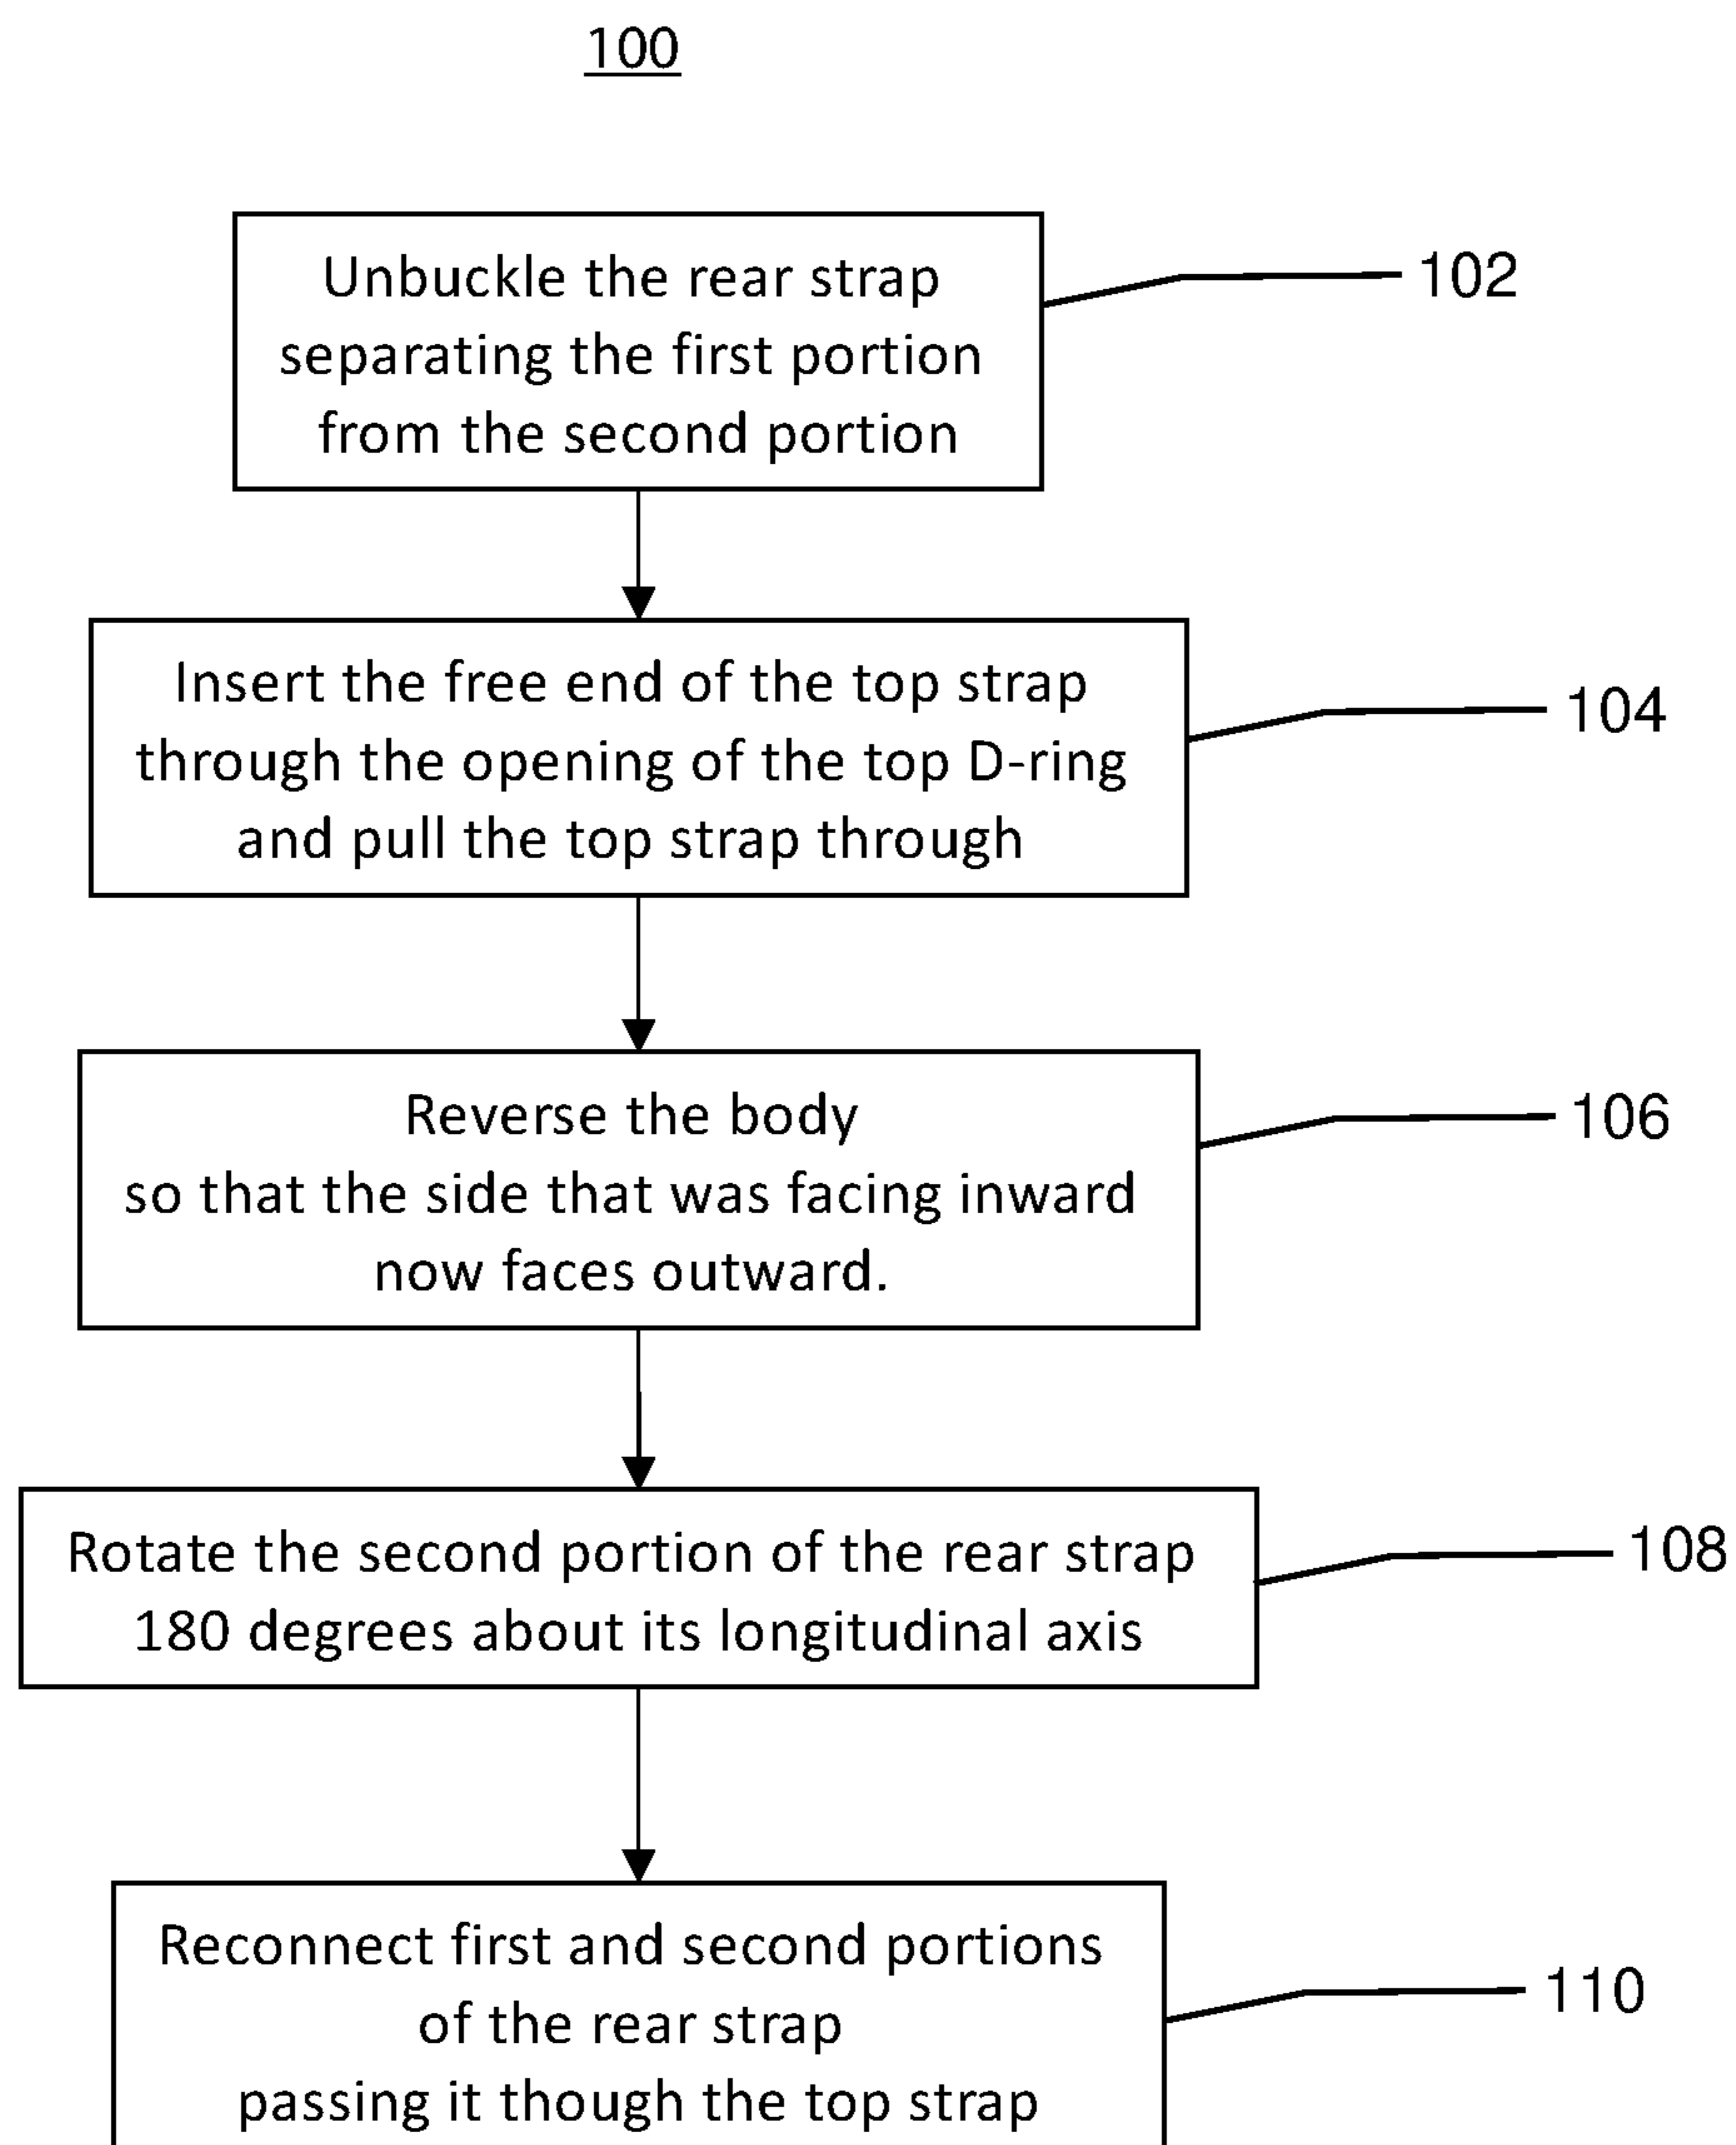 100
Unbuckle the rear strap
separating the first portion
from the second portion
102
Insert the free end of the top strap
through the opening of the top D-ring
and pull the top strap through
104
Reverse the body
so that the side that was facing inward
now faces outward.
106
Rotate the second portion of the rear strap
180 degrees about its longitudinal axis
108
Reconnect first and second portions
of the rear strap
passing it though the top strap
110